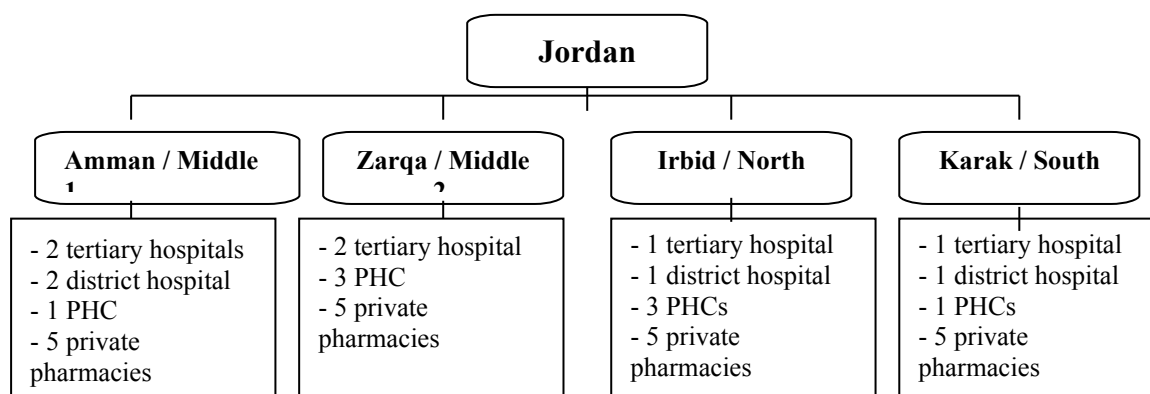 Jordan
Amman / Middle
1
Zarqa / Middle
2
Irbid / North
Karak / South
- 2 tertiary hospitals
- 2 district hospital
- 1 PHC
- 5 private
pharmacies
- 2 tertiary hospital
- 3 PHC
- 5 private
pharmacies
- 1 tertiary hospital
- 1 district hospital
- 3 PHCs
- 5 private
pharmacies
- 1 tertiary hospital
- 1 district hospital
- 1 PHCs
- 5 private
pharmacies